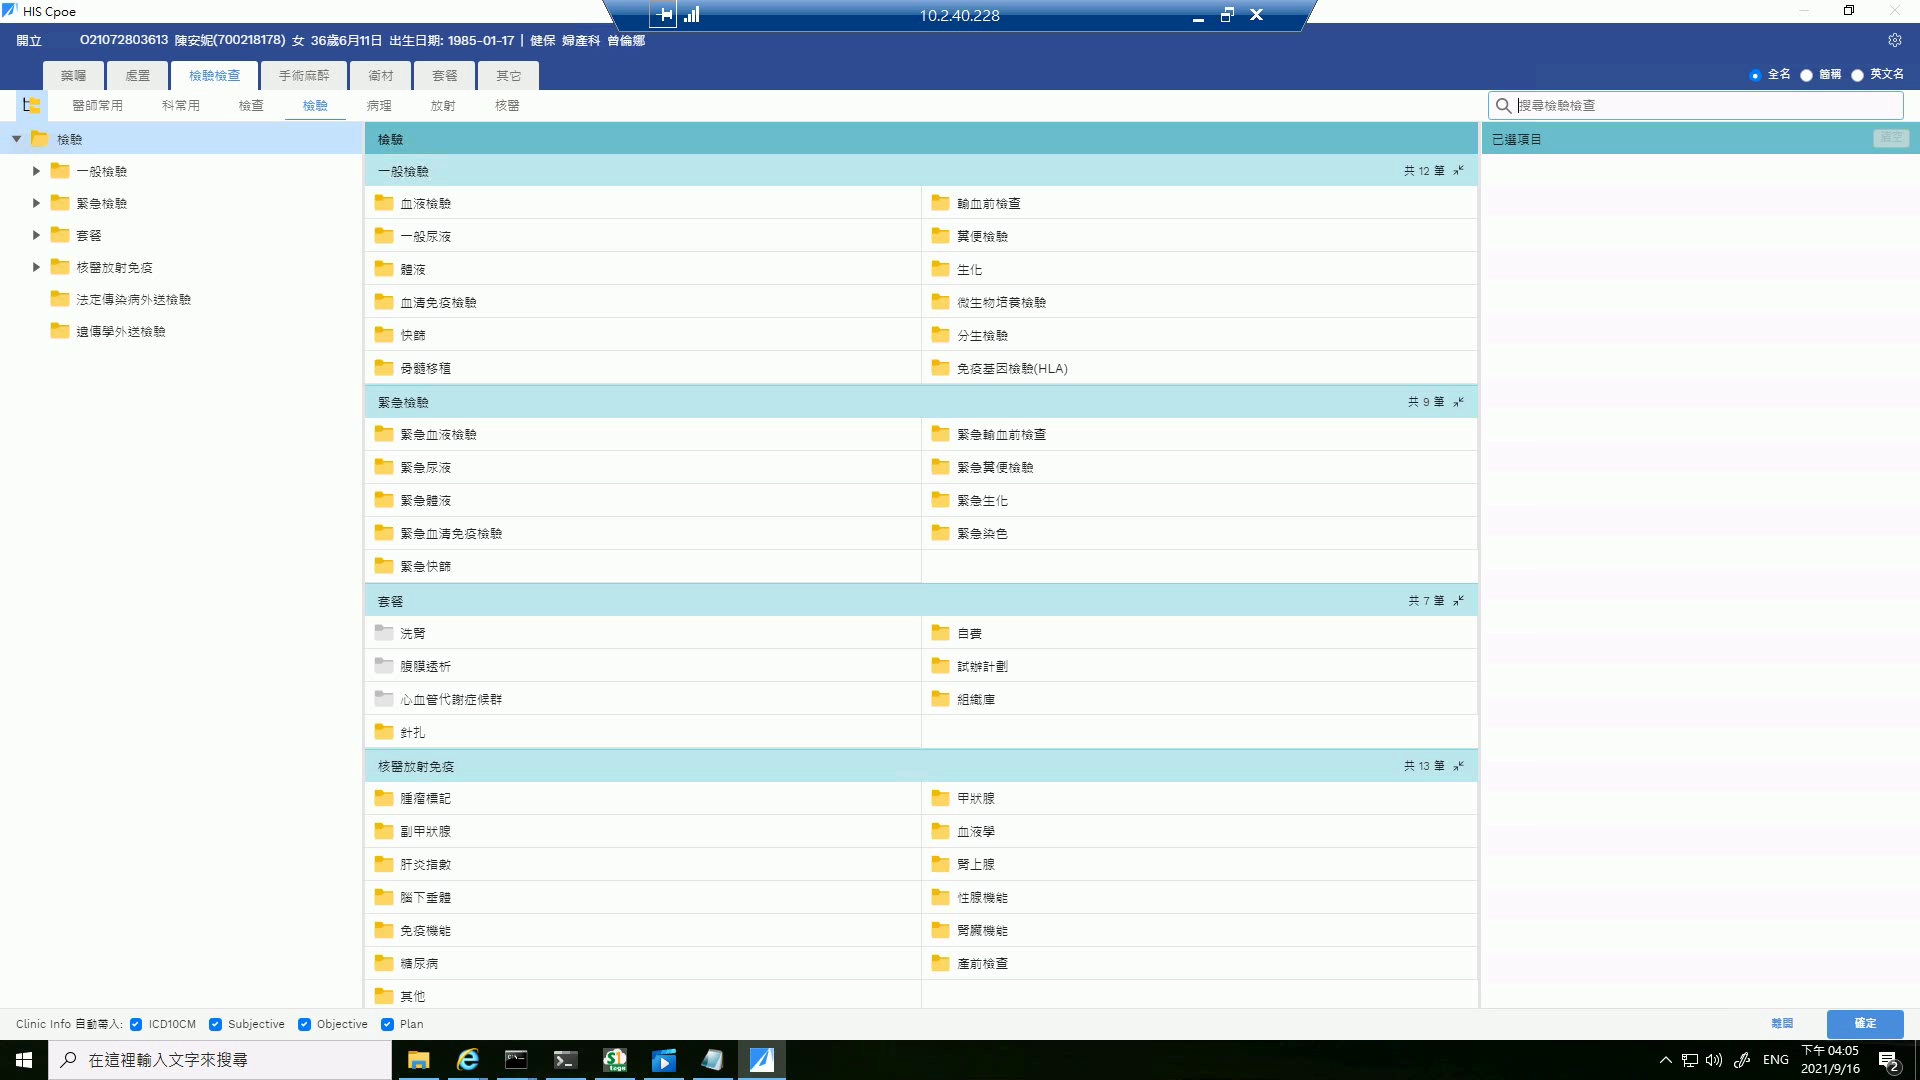 HIS Cpoe
10.2.40.228
開立 O21072803613 陳安妮(700218178) 女 36歲6月11日 出生日期: 1985-01-17 | 健保 婦產科 曾倫娜
藥囑 處置 檢驗檢查 手術麻醉 衛材 套餐 其它
全名 簡稱 英文名
醫師常用 科常用 檢查 檢驗 病理 放射 核醫
搜尋檢驗檢查
檢驗
一般檢驗
緊急檢驗
套餐
核醫放射免疫
法定傳染病外送檢驗
遺傳學外送檢驗
檢驗
一般檢驗 共 12 筆
血液檢驗 輸血前檢查
一般尿液 糞便檢驗
體液 生化
血清免疫檢驗 微生物培養檢驗
快篩 分生檢驗
骨髓移植 免疫基因檢驗(HLA)
緊急檢驗 共 9 筆
緊急血液檢驗 緊急輸血前檢查
緊急尿液 緊急糞便檢驗
緊急體液 緊急生化
緊急血清免疫檢驗 緊急染色
緊急快篩
套餐 共 7 筆
洗腎 自費
腹膜透析 試辦計劃
心血管代謝症候群 組織庫
針扎
核醫放射免疫 共 13 筆
腫瘤標記 甲狀腺
副甲狀腺 血液學
肝炎指數 腎上腺
腦下垂體 性腺機能
免疫機能 腎臟機能
糖尿病 產前檢查
其他
已選項目 清空
Clinic Info 自動帶入: ICD10CM Subjective Objective Plan
離開 確定
在這裡輸入文字來搜尋
ENG
下午 04:05
2021/9/16
2